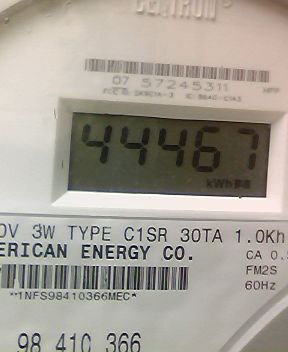 CENTRON
07 57245311
44467
kWh
0V 3W TYPE C1SR 30TA 1.0Kh
ERICAN ENERGY CO. CA 0.
FM2S
*1NFS98410366MEC* 60Hz
98 410 366